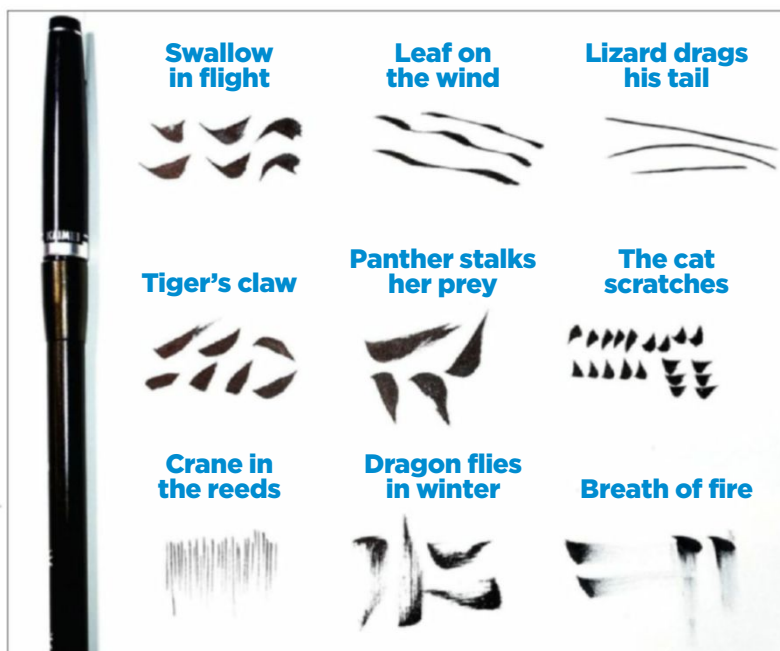 Swallow
in flight
Leaf on
the wind
Lizard drags
his tail
Tiger's claw
Panther stalks
her prey
The cat
scratches
Crane in
the reeds
Dragon flies
in winter
Breath of fire